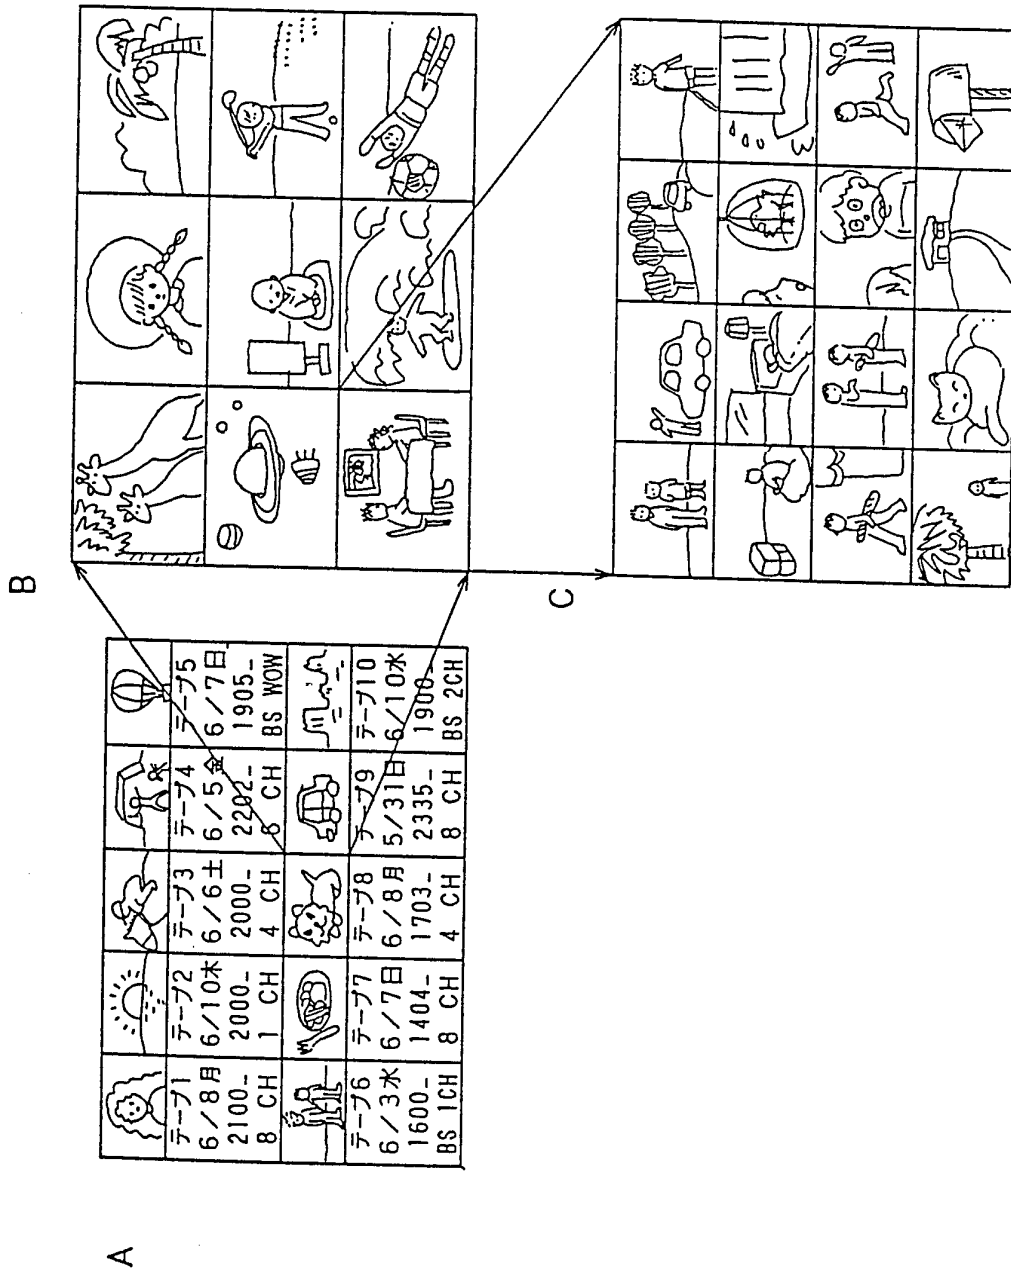 A
テープ1
6/8月
2100_
8 CH
テープ2
6/10水
2000_
1 CH
テープ3
6/6土
2000_
4 CH
テープ4
6/5金
2202_
6 CH
テープ5
6/7日
1905_
BS WOW
テープ6
6/3水
1600_
BS 1CH
テープ7
6/7日
1404_
8 CH
テープ8
6/8月
1703_
4 CH
テープ9
5/31日
2335_
8 CH
テープ10
6/10水
1900_
BS 2CH
B
C